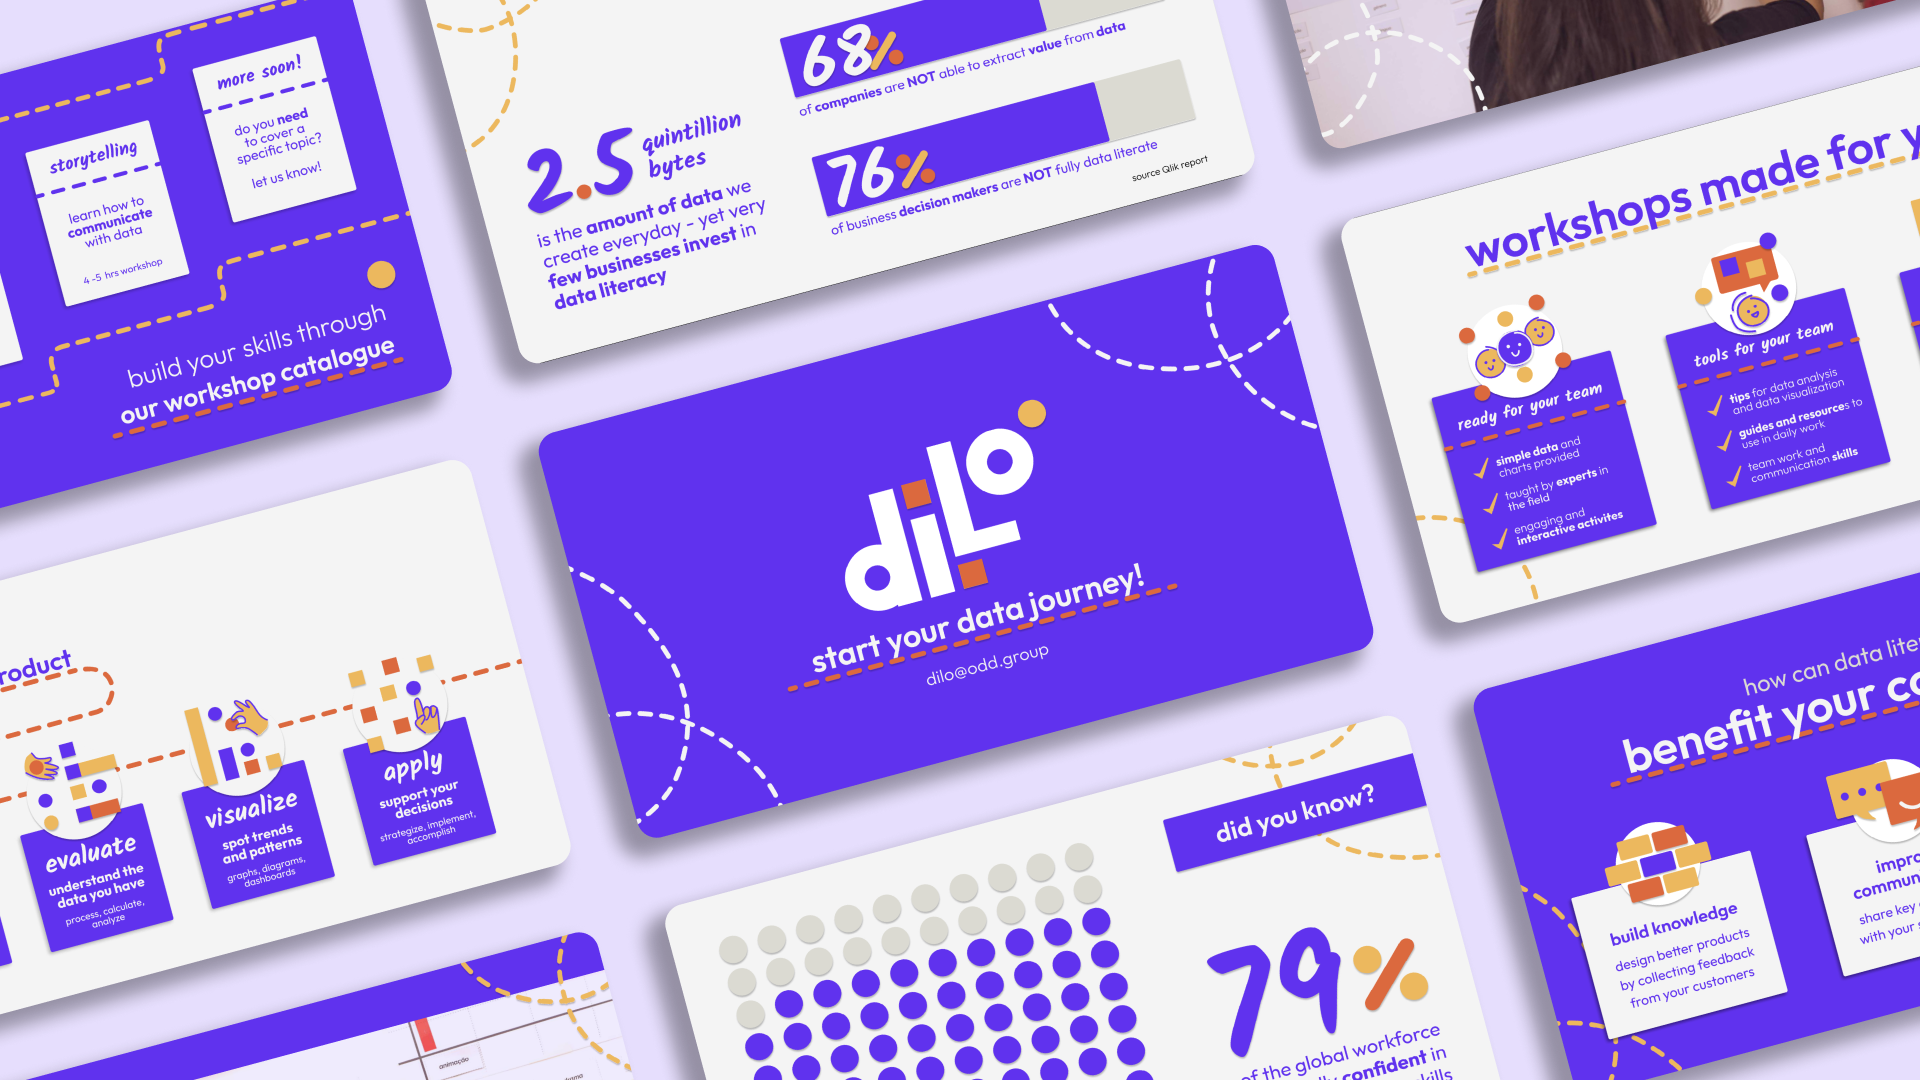 more soon!
do you need
to cover a
specific topic?
let us know!
storytelling
learn how to
communicate
with data
4 -5 hrs workshop
build your skills through
our workshop catalogue
2.5 quintillion
bytes
is the amount of data we
create everyday - yet very
few businesses invest in
data literacy
68%
of companies are NOT able to extract value from data
76%
of business decision makers are NOT fully data literate
source Qlik report
workshops made for y
ready for your team
simple data and
charts provided
taught by experts in
the field
engaging and
interactive activites
tools for your team
tips for data analysis
and data visualization
guides and resources to
use in daily work
team work and
communication skills
dilo
start your data journey!
dilo@odd.group
roduct
evaluate
understand the
data you have
process, calculate,
analyze
visualize
spot trends
and patterns
graphs, diagrams,
dashboards
apply
support your
decisions
strategize, implement,
accomplish
animação
did you know?
79%
of the global workforce
lly confident in
skills
how can data lite
benefit your co
build knowledge
design better products
by collecting feedback
from your customers
impro
commun
share key
with your s